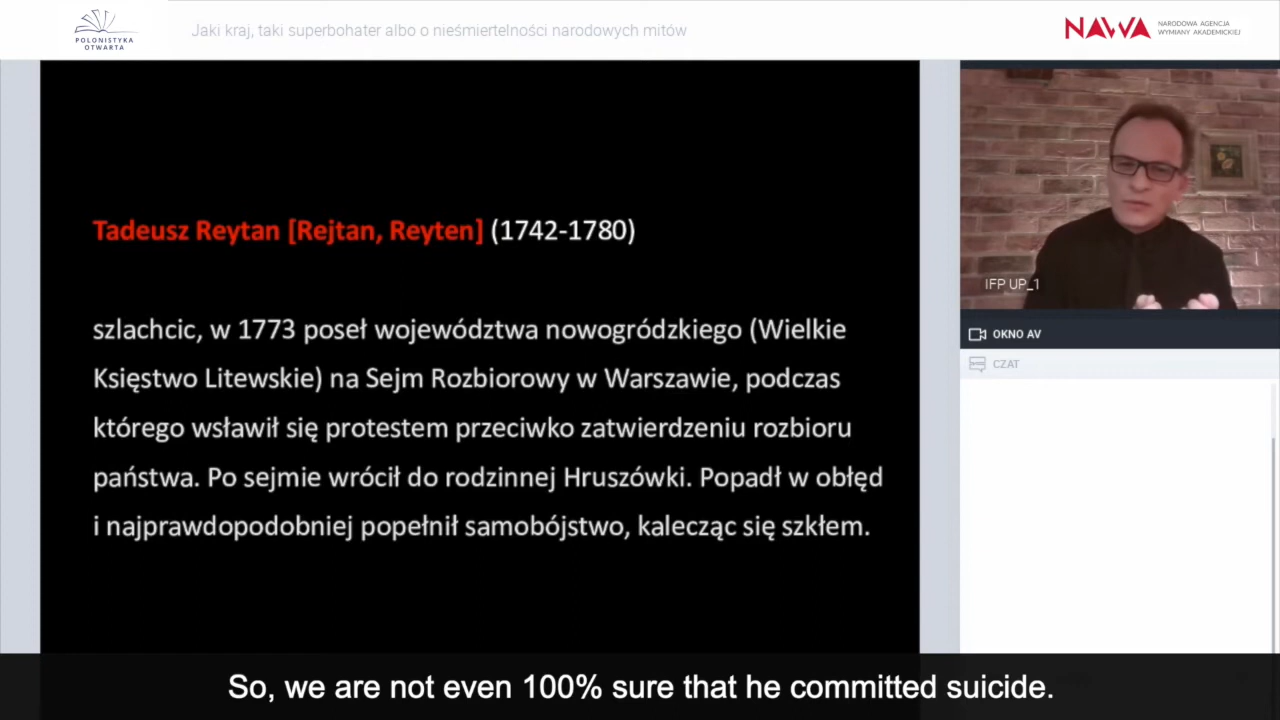 POLONISTYKA
OTWARTA
Jaki kraj, taki superbohater albo o nieśmiertelności narodowych mitów
NAWA
NARODOWA AGENCJA
WYMIANY AKADEMICKIEJ
Tadeusz Reytan [Rejtan, Reyten] (1742-1780)
szlachcic, w 1773 poseł województwa nowogródzkiego (Wielkie
Księstwo Litewskie) na Sejm Rozbiorowy w Warszawie, podczas
którego wsławił się protestem przeciwko zatwierdzeniu rozbioru
państwa. Po sejmie wrócił do rodzinnej Hruszówki. Popadł w obłęd
i najprawdopodobniej popełnił samobójstwo, kalecząc się szkłem.
IFP UP_1
OKNO AV
CZAT
So, we are not even 100% sure that he committed suicide.